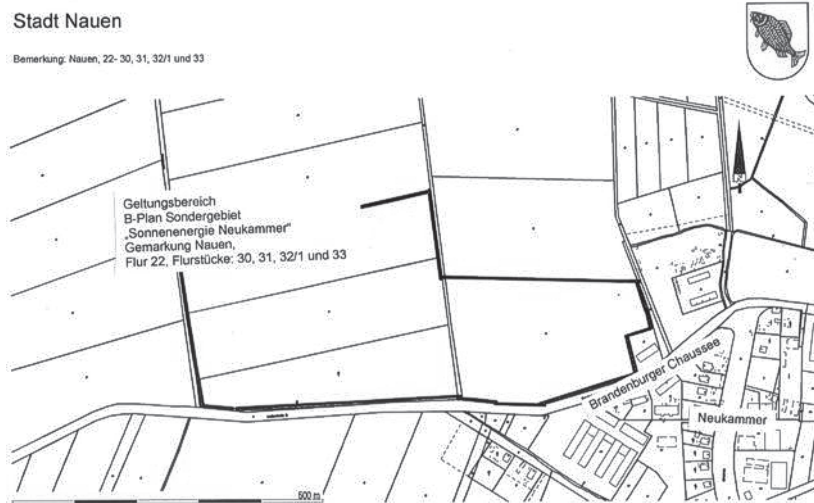 Stadt Nauen
Bemerkung: Nauen, 22- 30, 31, 32/1 und 33
Geltungsbereich
B-Plan Sondergebiet
„Sonnenenergie Neukammer"
Gemarkung Nauen,
Flur 22, Flurstücke: 30, 31, 32/1 und 33
Brandenburger Chaussee
Neukammer
500 m